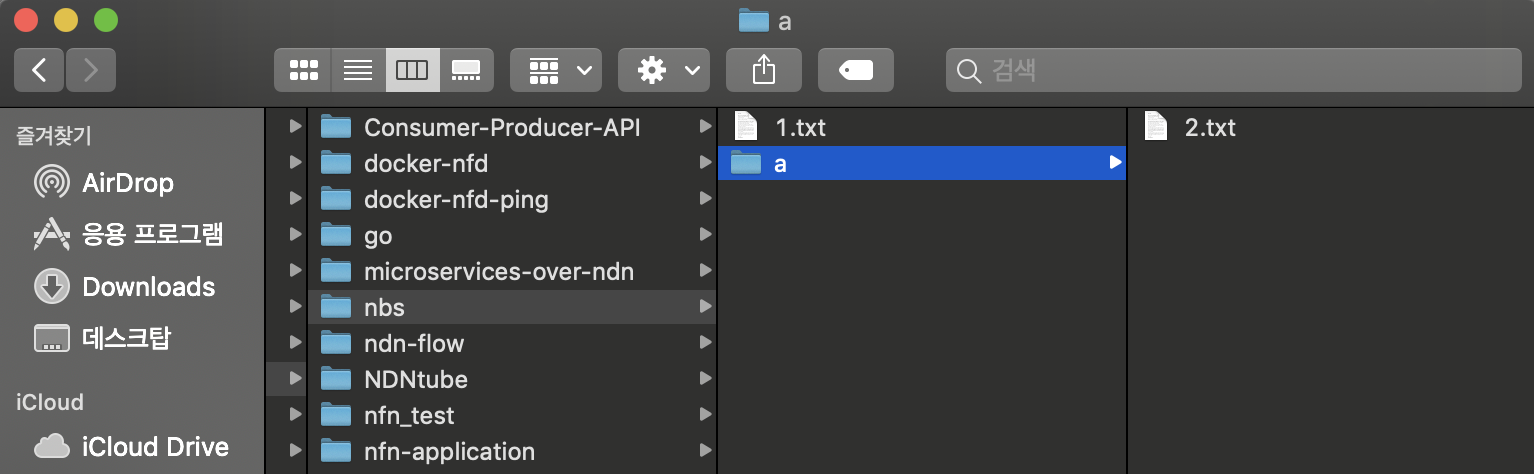 a
검색
즐겨찾기
AirDrop
응용 프로그램
Downloads
데스크탑
iCloud
iCloud Drive
Consumer-Producer-API
docker-nfd
docker-nfd-ping
go
microservices-over-ndn
nbs
ndn-flow
NDNtube
nfn_test
nfn-application
1.txt
a
2.txt